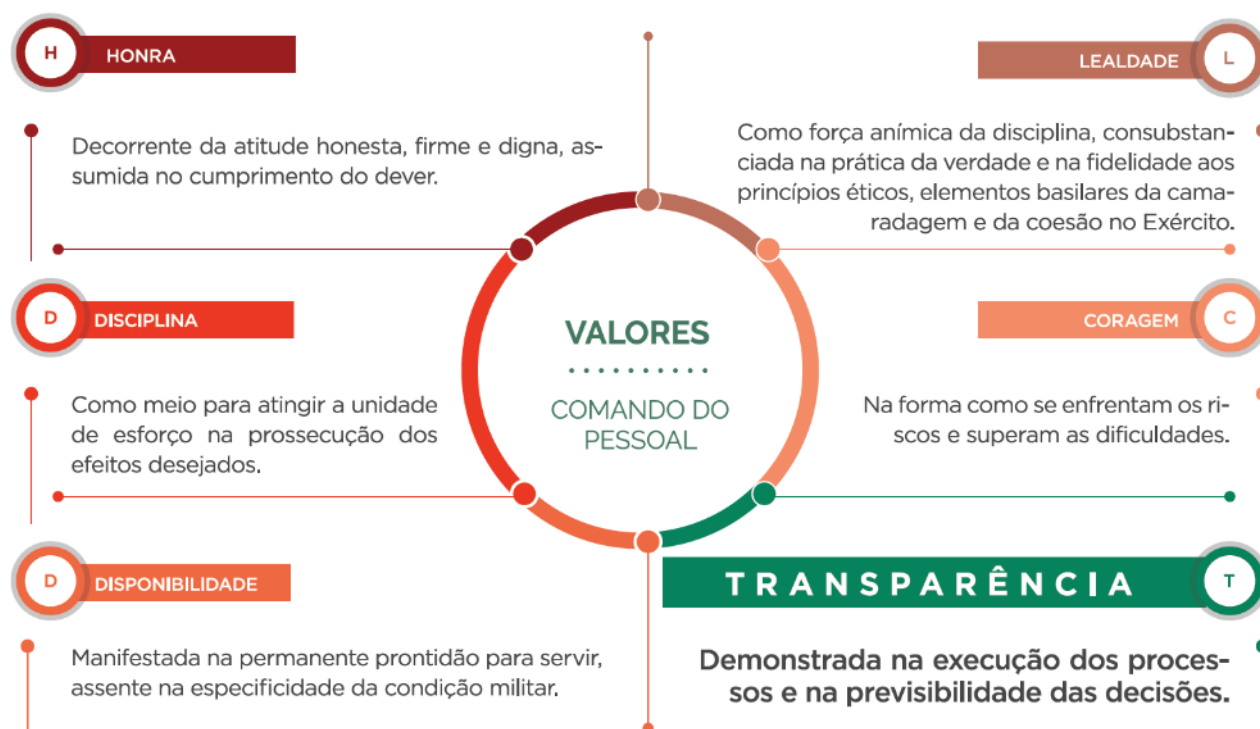 H
HONRA
Decorrente da atitude honesta, firme e digna, as-
sumida no cumprimento do dever.
D
DISCIPLINA
Como meio para atingir a unidade
de esforço na prossecução dos
efeitos desejados.
D
DISPONIBILIDADE
Manifestada na permanente prontidão para servir,
assente na especificidade da condição militar.
VALORES
COMANDO DO
PESSOAL
LEALDADE
L
Como força anímica da disciplina, consubstan-
ciada na prática da verdade e na fidelidade aos
princípios éticos, elementos basilares da cama-
radagem e da coesão no Exército.
CORAGEM
C
Na forma como se enfrentam os ri-
scos e superam as dificuldades.
TRANSPARÊNCIA
T
Demonstrada na execução dos proces-
sos e na previsibilidade das decisões.